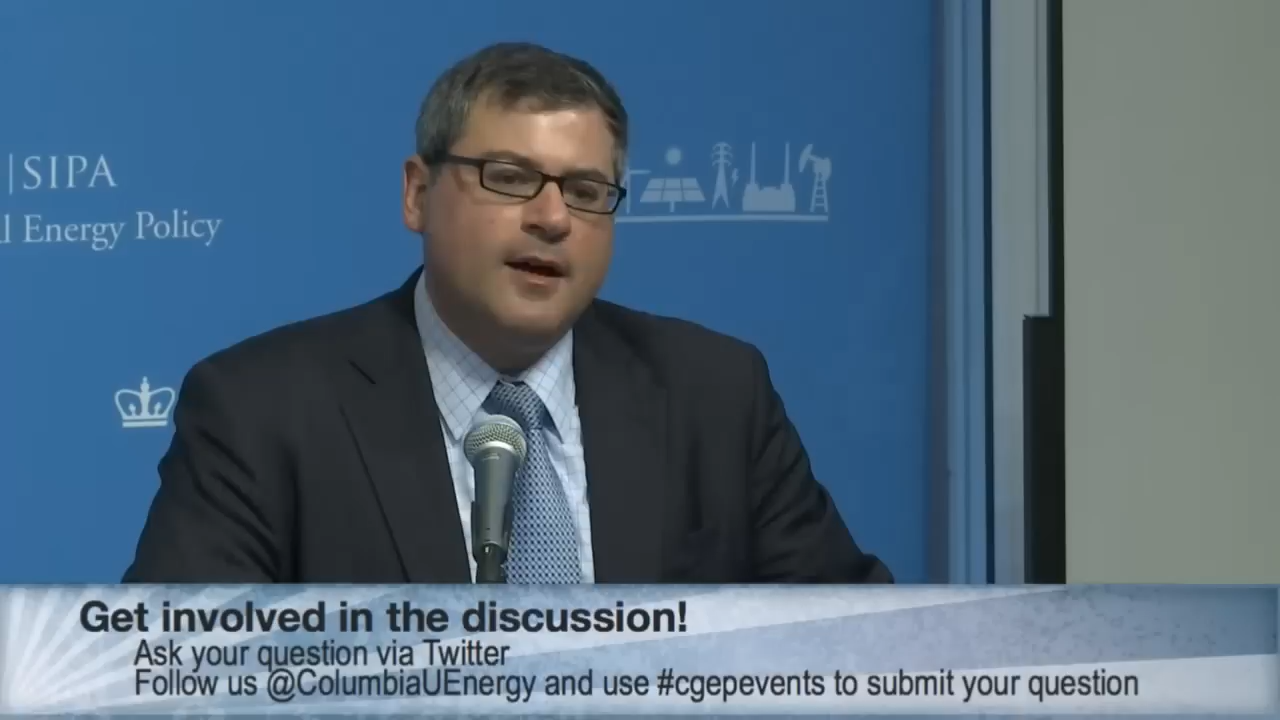 |SIPA
l Energy Policy
Get involved in the discussion!
Ask your question via Twitter
Follow us @ColumbiaUEnergy and use #cgepevents to submit your question